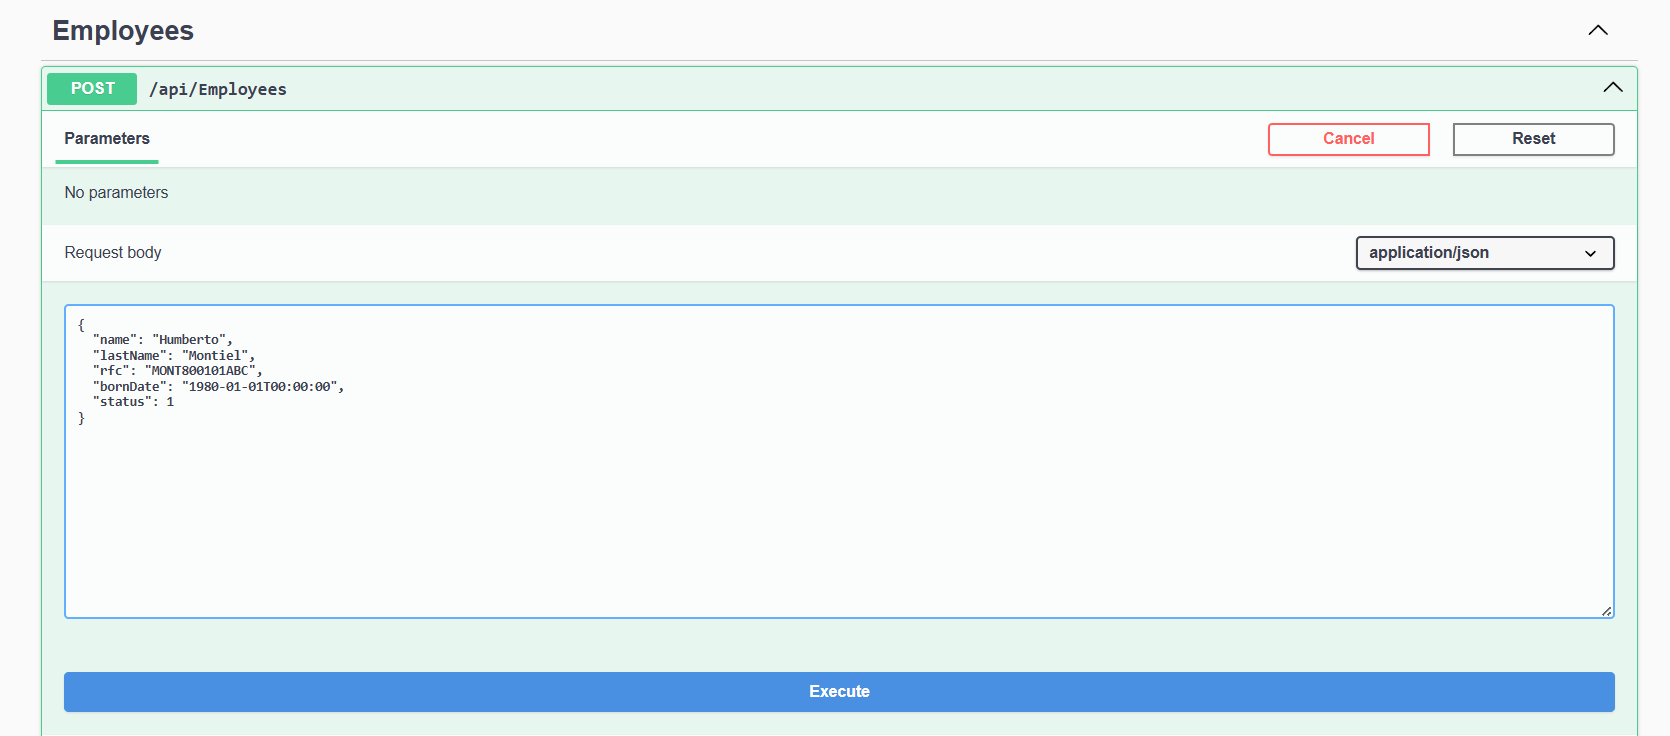 Employees
POST /api/Employees
Parameters
Cancel
Reset
No parameters
Request body
application/json
{
  "name": "Humberto",
  "lastName": "Montiel",
  "rfc": "MONT800101ABC",
  "bornDate": "1980-01-01T00:00:00",
  "status": 1
}
Execute